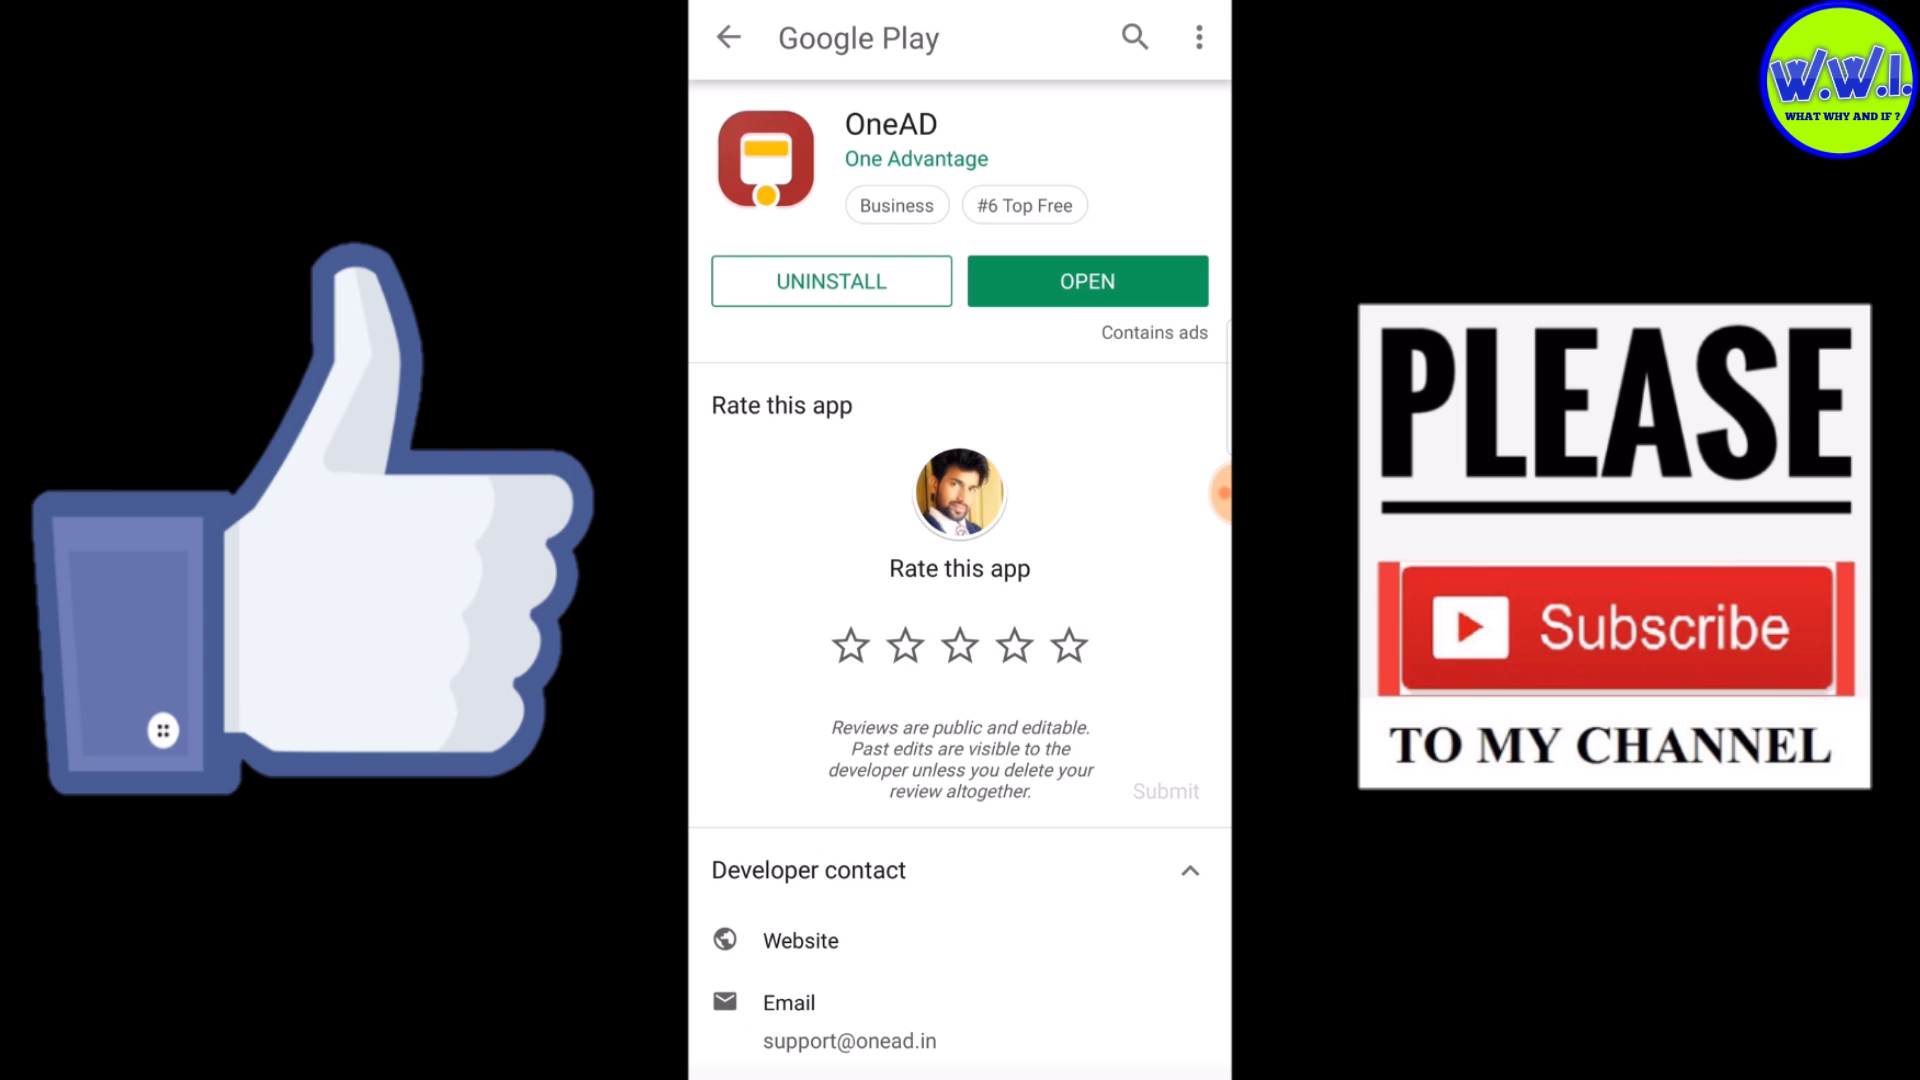 Google Play
W.W.I.
WHAT WHY AND IF ?
OneAD
One Advantage
Business
#6 Top Free
UNINSTALL
OPEN
Contains ads
Rate this app
Rate this app
Reviews are public and editable.
Past edits are visible to the
developer unless you delete your
review altogether.
Submit
Developer contact
Website
Email
support@onead.in
PLEASE
Subscribe
TO MY CHANNEL